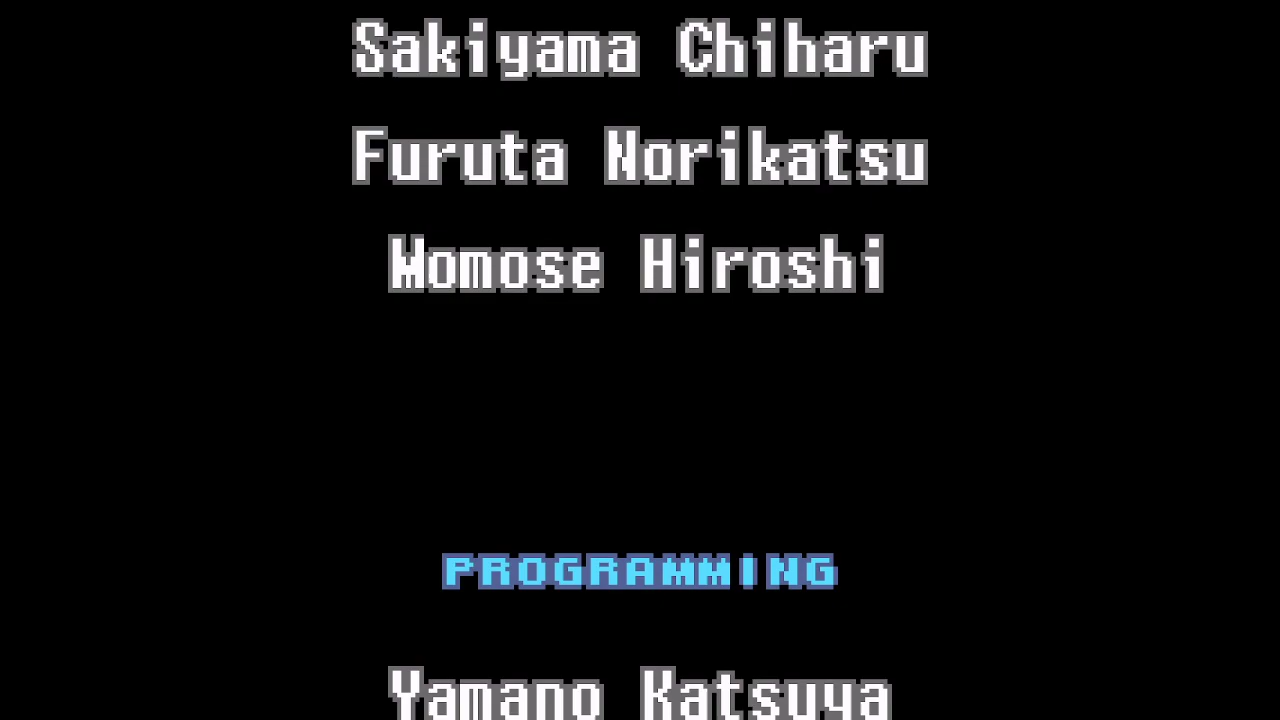 Sakiyama Chiharu
Furuta Norikatsu
Momose Hiroshi
PROGRAMMING
Yamano Katsuya